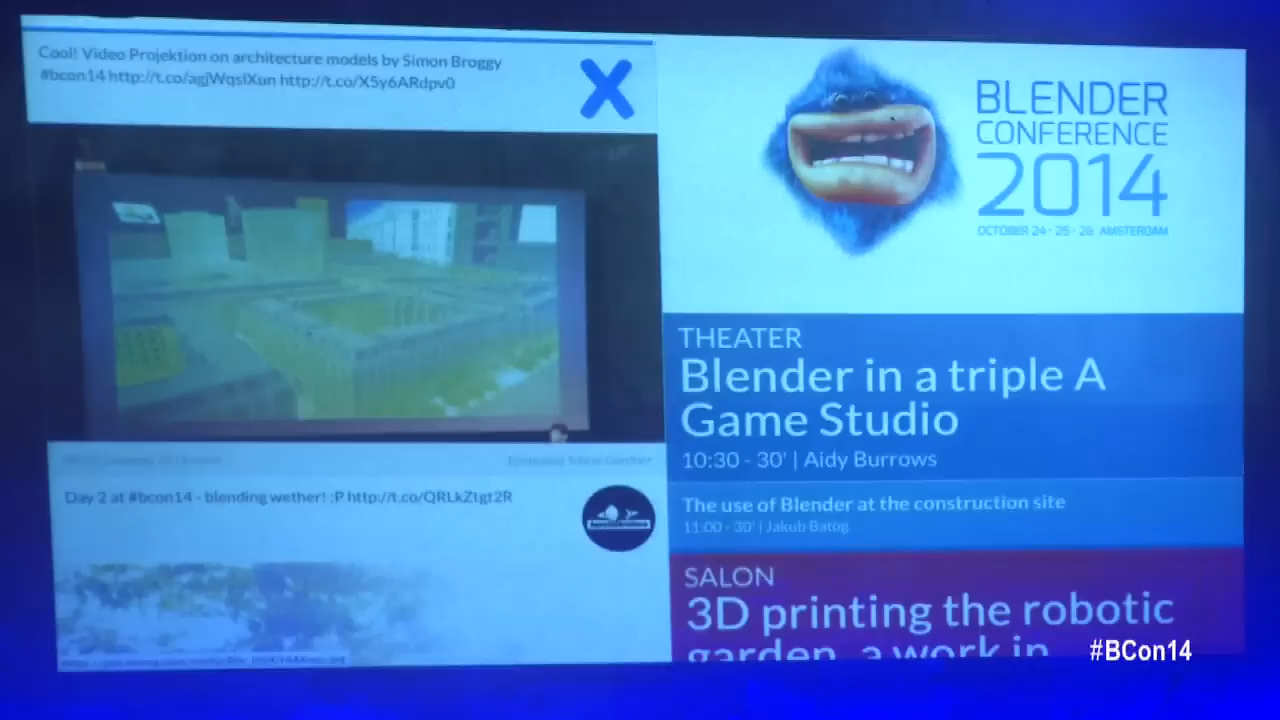 Cool! Video Projektion on architecture models by Simon Broggy
#bcon14 http://t.co/agjWqslXun http://t.co/X5y6ARdpv0
Day 2 at #bcon14 - blending wether! :P http://t.co/QRLkZtgt2R
BLENDER
CONFERENCE
2014
OCTOBER 24 - 25 - 26 AMSTERDAM
THEATER
Blender in a triple A
Game Studio
10:30 - 30' | Aidy Burrows
The use of Blender at the construction site
11:00 - 30' | Jakub Batog
SALON
3D printing the robotic
garden, a work in
#BCon14